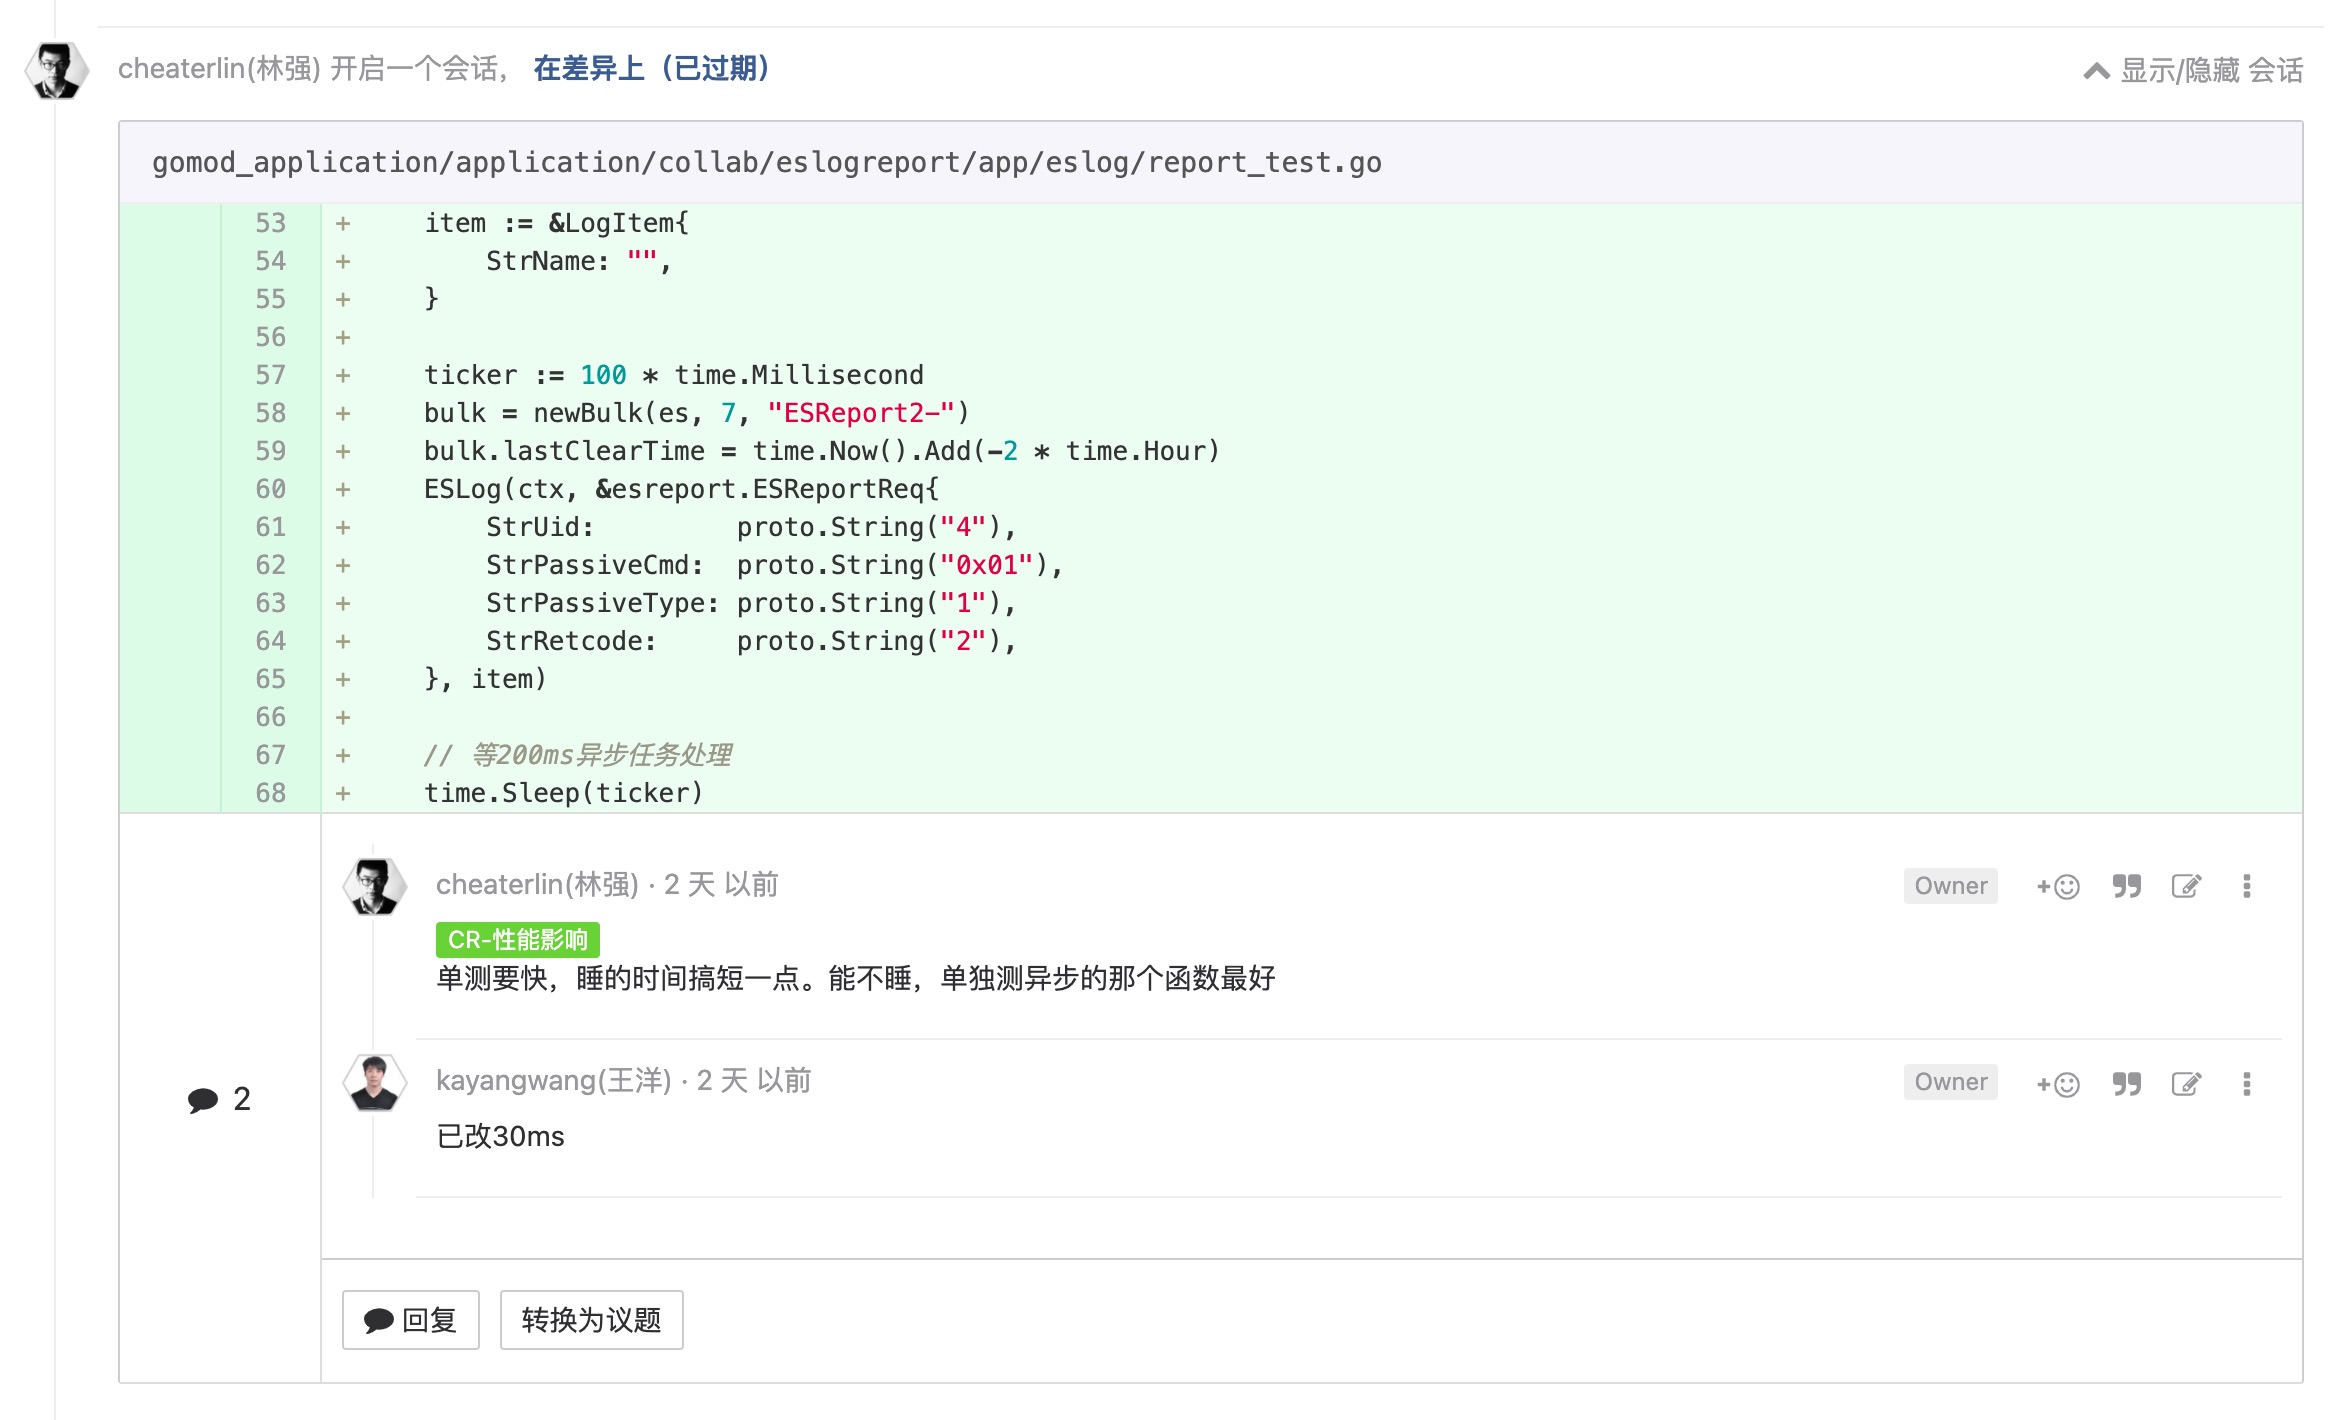 cheaterlin(林强) 开启一个会话， 在差异上（已过期） 显示/隐藏 会话
gomod_application/application/collab/eslogreport/app/eslog/report_test.go
53 + item := &LogItem{
54 + StrName: "",
55 + }
56 +
57 + ticker := 100 * time.Millisecond
58 + bulk = newBulk(es, 7, "ESReport2-")
59 + bulk.lastClearTime = time.Now().Add(-2 * time.Hour)
60 + ESLog(ctx, &esreport.ESReportReq{
61 + StrUid: proto.String("4"),
62 + StrPassiveCmd: proto.String("0x01"),
63 + StrPassiveType: proto.String("1"),
64 + StrRetcode: proto.String("2"),
65 + }, item)
66 +
67 + // 等200ms异步任务处理
68 + time.Sleep(ticker)
cheaterlin(林强) · 2 天 以前 Owner
CR-性能影响
单测要快，睡的时间搞短一点。能不睡，单独测异步的那个函数最好
2
kayangwang(王洋) · 2 天 以前 Owner
已改30ms
回复 转换为议题